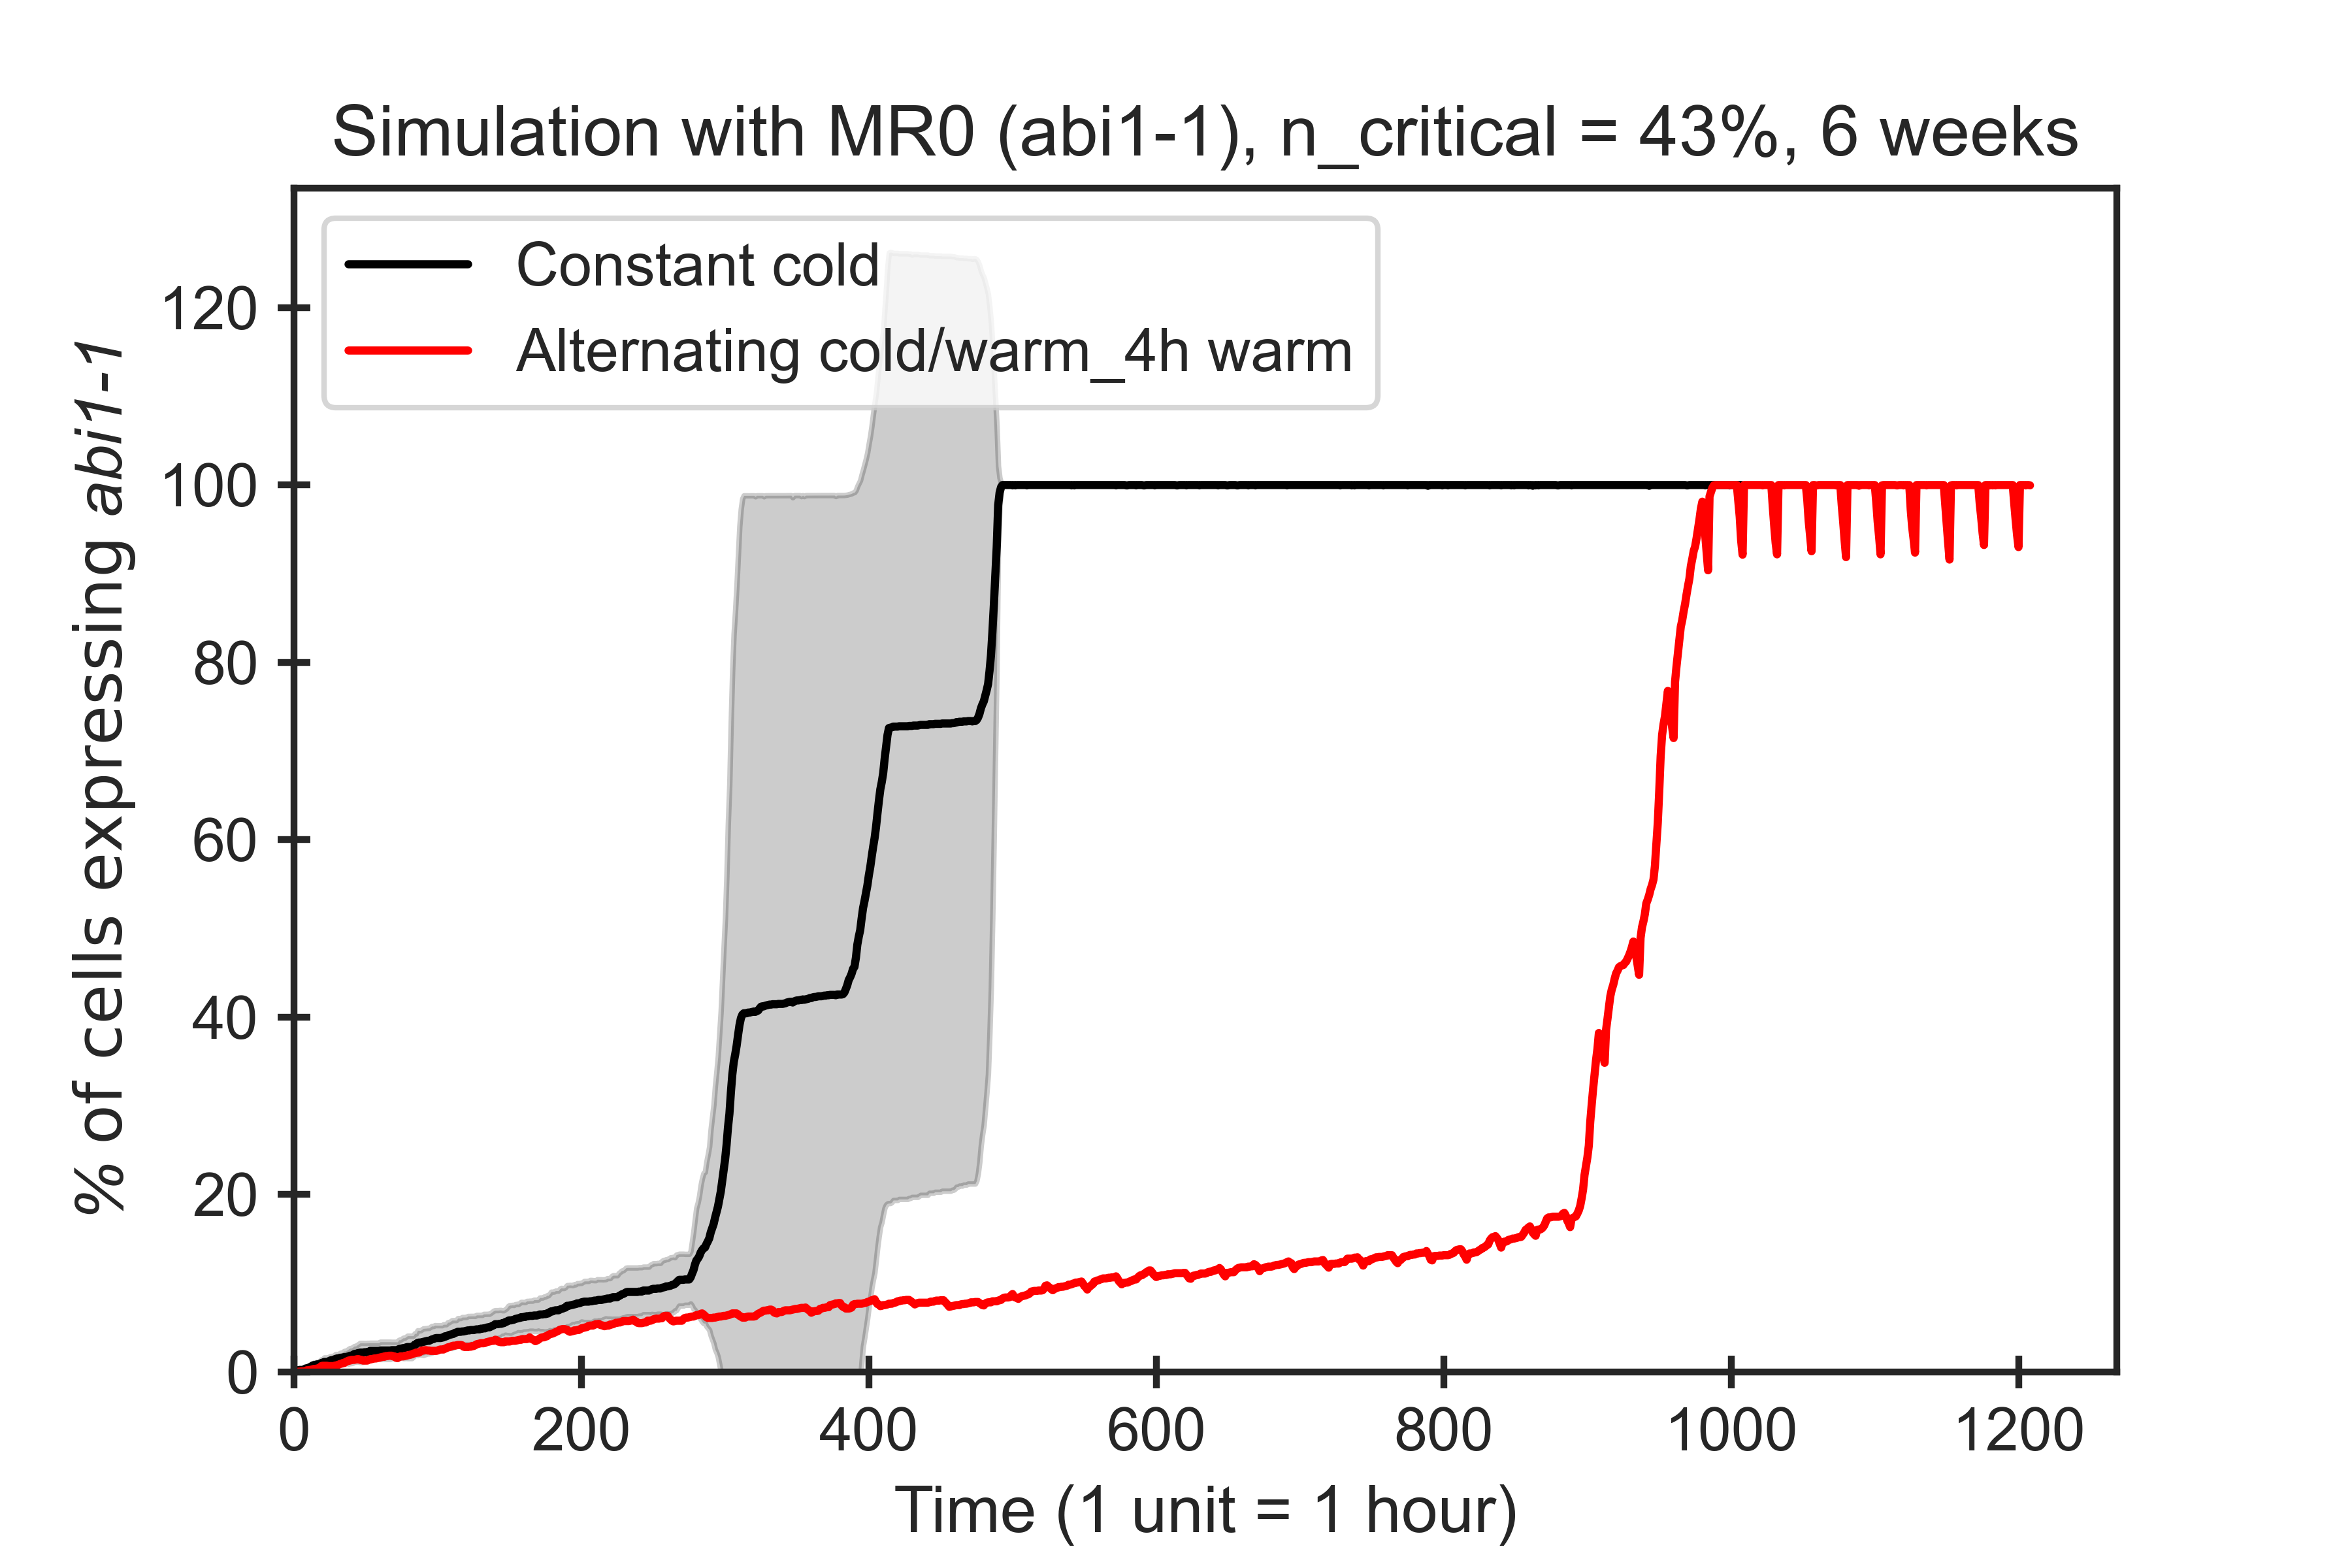 Simulation with MR0 (abi1-1), n_critical = 43%, 6 weeks
Constant cold
Alternating cold/warm_4h warm
% of cells expressing abi1-1
120
100
80
60
40
20
0
0 200 400 600 800 1000 1200
Time (1 unit = 1 hour)